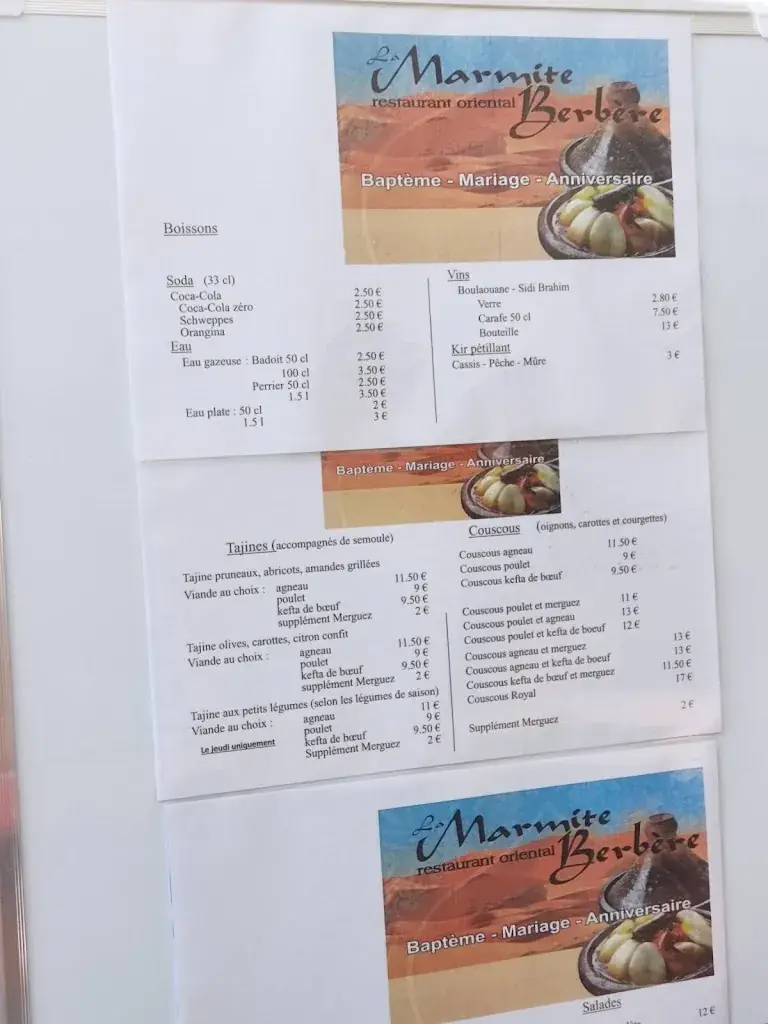 La Marmite
restaurant oriental Berbère
Baptème - Mariage - Anniversaire
Boissons
Soda (33 cl)
Coca-Cola 2.50 €
Coca-Cola zéro 2.50 €
Schweppes 2.50 €
Orangina 2.50 €
Eau
Eau gazeuse : Badoit 50 cl 2.50 €
100 cl 3.50 €
Perrier 50 cl 2.50 €
1.5 l 3.50 €
Eau plate : 50 cl 2 €
1.5 l 3 €
Vins
Boulaouane - Sidi Brahim
Verre 2.80 €
Carafe 50 cl 7.50 €
Bouteille 13 €
Kir pétillant
Cassis - Pêche - Mûre 3 €
Baptème - Mariage - Anniversaire
Tajines (accompagnés de semoule)
Tajine pruneaux, abricots, amandes grillées
Viande au choix : agneau 11.50 €
poulet 9 €
kefta de bœuf 9.50 €
supplément Merguez 2 €
Tajine olives, carottes, citron confit
Viande au choix : agneau 11.50 €
poulet 9 €
kefta de bœuf 9.50 €
supplément Merguez 2 €
Tajine aux petits légumes (selon les légumes de saison)
Viande au choix : agneau 11 €
poulet 9 €
Le jeudi uniquement kefta de bœuf 9.50 €
Supplément Merguez 2 €
Couscous (oignons, carottes et courgettes)
Couscous agneau 11.50 €
Couscous poulet 9 €
Couscous kefta de bœuf 9.50 €
Couscous poulet et merguez 11 €
Couscous poulet et agneau 13 €
Couscous poulet et kefta de boeuf 12 €
Couscous agneau et merguez 13 €
Couscous agneau et kefta de boeuf 13 €
Couscous kefta de bœuf et merguez 11.50 €
Couscous Royal 17 €
Supplément Merguez 2 €
La Marmite
restaurant oriental Berbère
Baptème - Mariage - Anniversaire
Salades
12 €